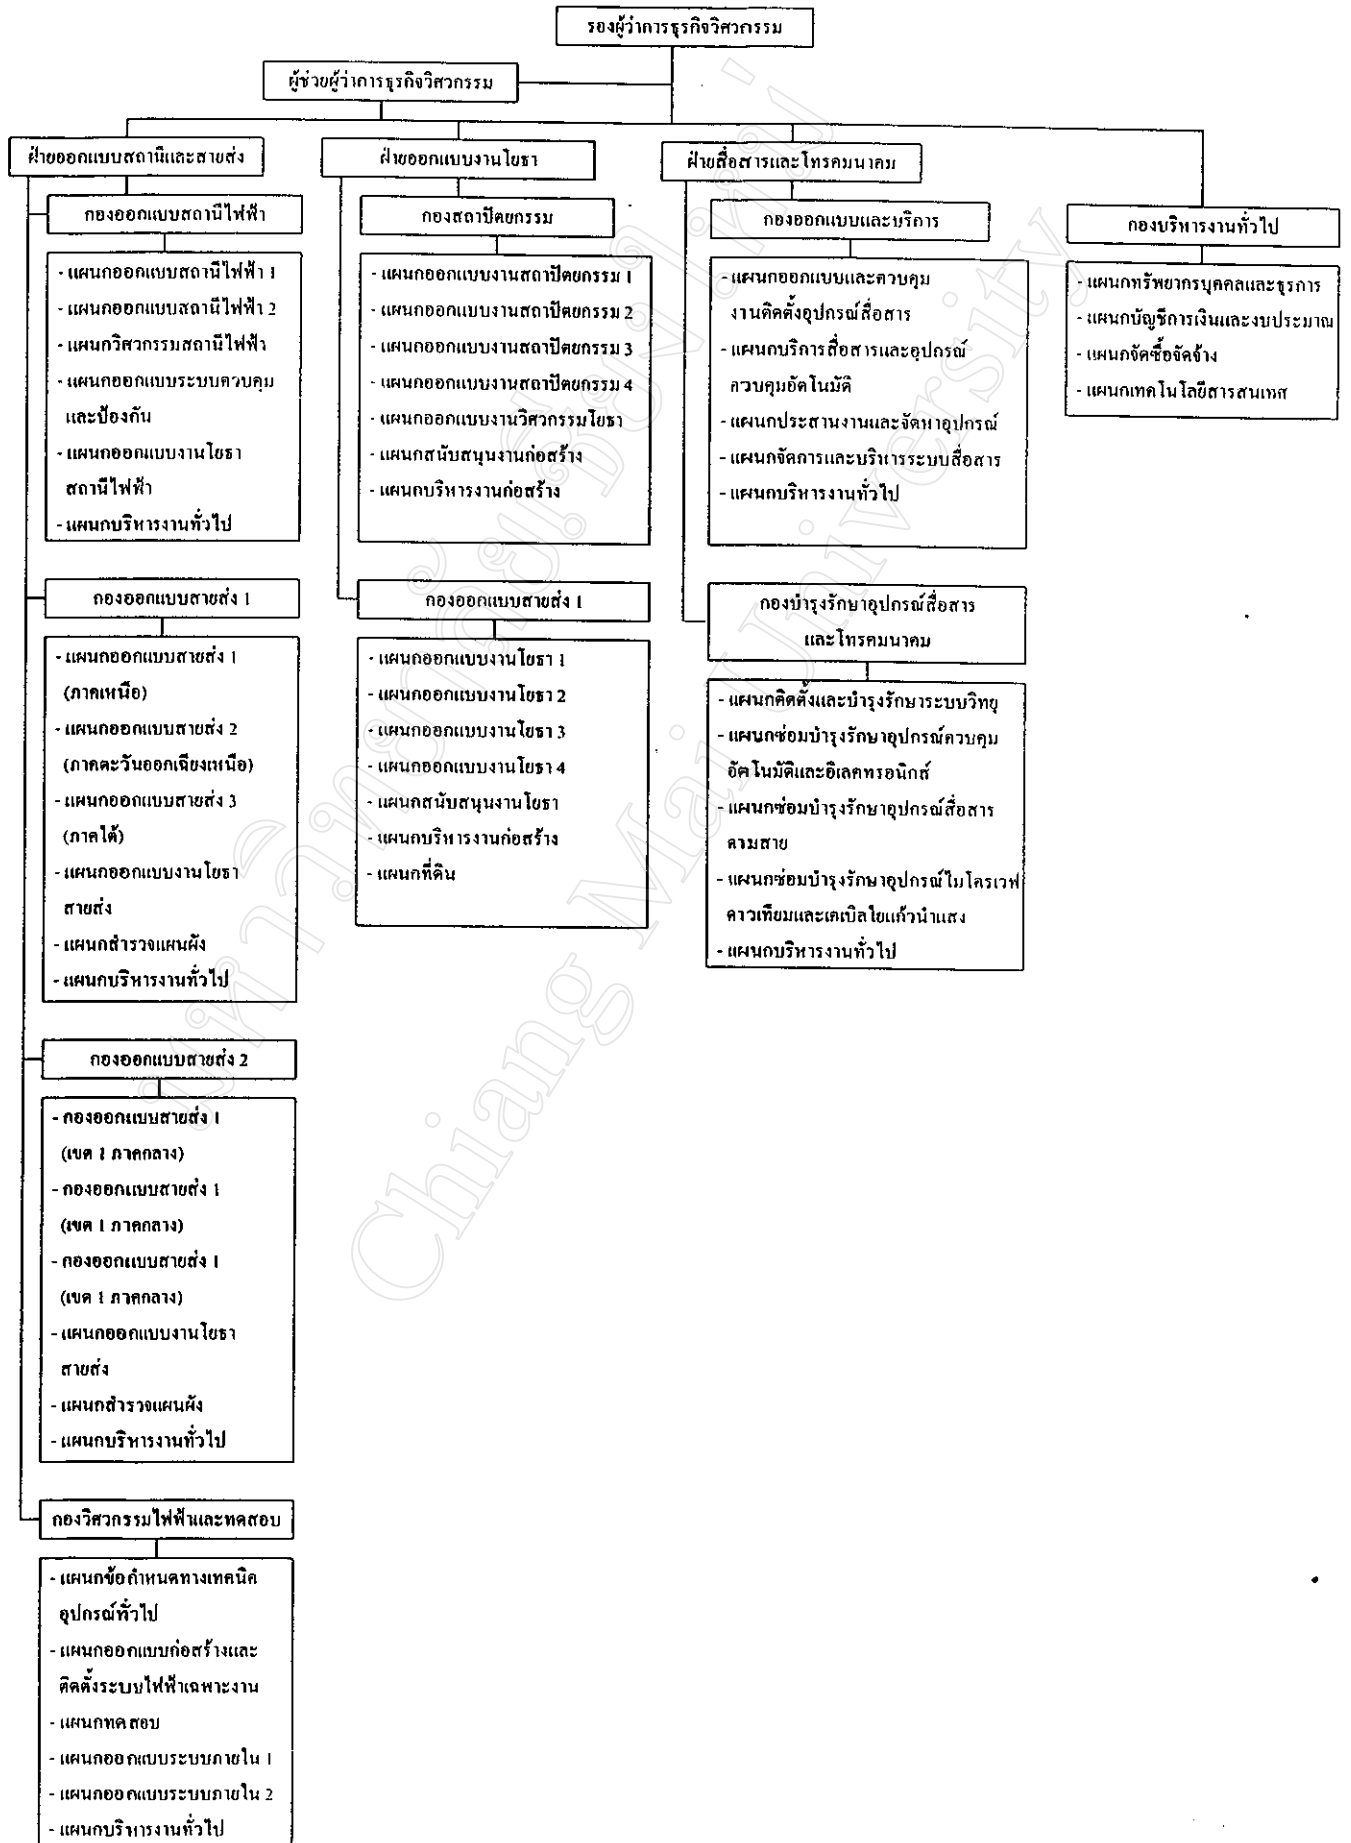 รองผู้ว่าการธุรกิจวิศวกรรม
ผู้ช่วยผู้ว่าการธุรกิจวิศวกรรม
ฝ่ายออกแบบสถานีและสายส่ง
กองออกแบบสถานีไฟฟ้า
- แผนกออกแบบสถานีไฟฟ้า 1
- แผนกออกแบบสถานีไฟฟ้า 2
- แผนกวิศวกรรมสถานีไฟฟ้า
- แผนกออกแบบระบบควบคุม
และป้องกัน
- แผนกออกแบบงานโยธา
สถานีไฟฟ้า
- แผนกบริหารงานทั่วไป
กองออกแบบสายส่ง 1
- แผนกออกแบบสายส่ง 1
(ภาคเหนือ)
- แผนกออกแบบสายส่ง 2
(ภาคตะวันออกเฉียงเหนือ)
- แผนกออกแบบสายส่ง 3
(ภาคใต้)
- แผนกออกแบบงานโยธา
สายส่ง
- แผนกสำรวจแผนผัง
- แผนกบริหารงานทั่วไป
กองออกแบบสายส่ง 2
- กองออกแบบสายส่ง 1
(เขต 1 ภาคกลาง)
- กองออกแบบสายส่ง 1
(เขต 1 ภาคกลาง)
- กองออกแบบสายส่ง 1
(เขต 1 ภาคกลาง)
- แผนกออกแบบงานโยธา
สายส่ง
- แผนกสำรวจแผนผัง
- แผนกบริหารงานทั่วไป
กองวิศวกรรมไฟฟ้าและทดสอบ
- แผนกข้อกำหนดทางเทคนิค
อุปกรณ์ทั่วไป
- แผนกออกแบบก่อสร้างและ
ติดตั้งระบบไฟฟ้าเฉพาะงาน
- แผนกทดสอบ
- แผนกออกแบบระบบภายใน 1
- แผนกออกแบบระบบภายใน 2
- แผนกบริหารงานทั่วไป
ฝ่ายออกแบบงานโยธา
กองสถาปัตยกรรม
- แผนกออกแบบงานสถาปัตยกรรม 1
- แผนกออกแบบงานสถาปัตยกรรม 2
- แผนกออกแบบงานสถาปัตยกรรม 3
- แผนกออกแบบงานสถาปัตยกรรม 4
- แผนกออกแบบงานวิศวกรรมโยธา
- แผนกสนับสนุนงานก่อสร้าง
- แผนกบริหารงานก่อสร้าง
กองออกแบบสายส่ง 1
- แผนกออกแบบงานโยธา 1
- แผนกออกแบบงานโยธา 2
- แผนกออกแบบงานโยธา 3
- แผนกออกแบบงานโยธา 4
- แผนกสนับสนุนงานโยธา
- แผนกบริหารงานก่อสร้าง
- แผนกที่ดิน
ฝ่ายสื่อสารและโทรคมนาคม
กองออกแบบและบริการ
- แผนกออกแบบและควบคุม
งานติดตั้งอุปกรณ์สื่อสาร
- แผนกบริการสื่อสารและอุปกรณ์
ควบคุมอัตโนมัติ
- แผนกประสานงานและจัดหาอุปกรณ์
- แผนกจัดการและบริหารระบบสื่อสาร
- แผนกบริหารงานทั่วไป
กองบำรุงรักษาอุปกรณ์สื่อสาร
และโทรคมนาคม
- แผนกติดตั้งและบำรุงรักษาระบบวิทยุ
- แผนกซ่อมบำรุงรักษาอุปกรณ์ควบคุม
อัตโนมัติและอิเลคทรอนิกส์
- แผนกซ่อมบำรุงรักษาอุปกรณ์สื่อสาร
ตามสาย
- แผนกซ่อมบำรุงรักษาอุปกรณ์ไมโครเวฟ
ดาวเทียมและเคเบิลใยแก้วนำแสง
- แผนกบริหารงานทั่วไป
กองบริหารงานทั่วไป
- แผนกทรัพยากรบุคคลและธุรการ
- แผนกบัญชีการเงินและงบประมาณ
- แผนกจัดซื้อจัดจ้าง
- แผนกเทคโนโลยีสารสนเทศ
มหาวิทยาลัยเชียงใหม่
Chiang Mai University